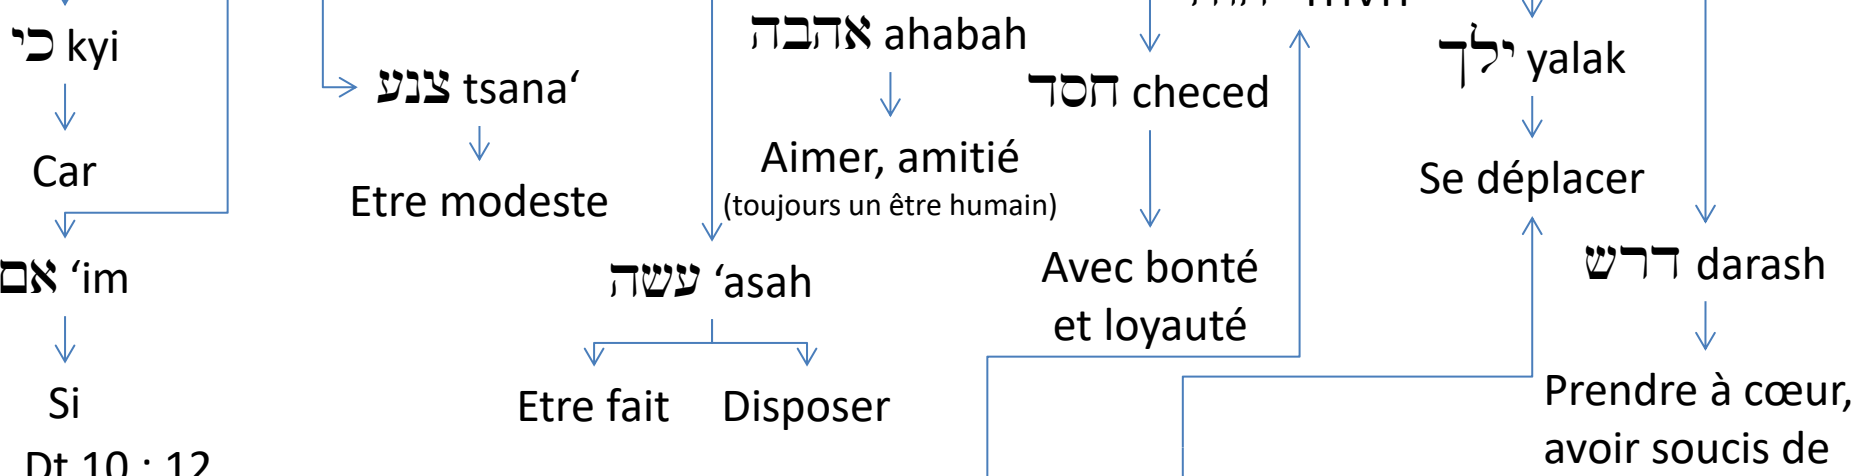 אהבה ahabah
כי kyi
ילך yalak
צנע tsana‘
חסד checed
Aimer, amitié
(toujours un être humain)
Car
Se déplacer
Etre modeste
אם ‘im
עשה ‘asah
Avec bonté
et loyauté
דרש darash
Si
Etre fait
Disposer
Prendre à cœur,
avoir soucis de
Dt 10 : 12